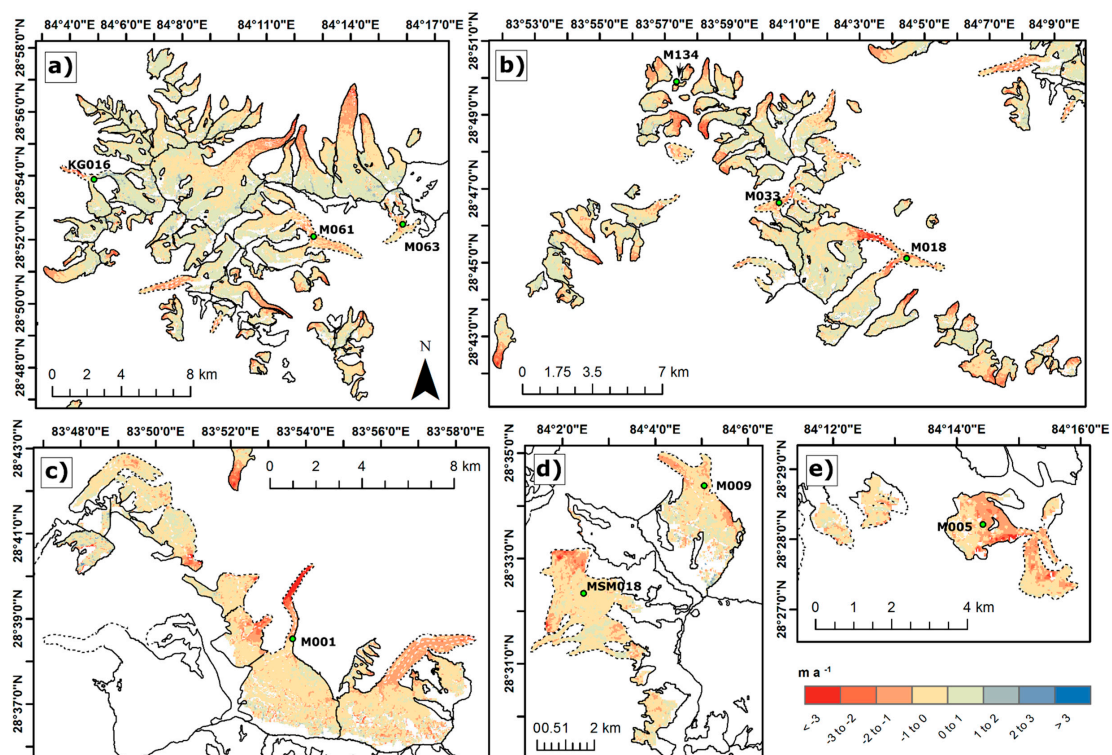 84°4'0"E 84°8'0"E 84°11'0"E 84°14'0"E 84°17'0"E
28°58'0"N
28°56'0"N
28°54'0"N
28°52'0"N
28°50'0"N
28°48'0"N
a)
KG016
M061
M063
N
0 2 4 8 km
83°53'0"E 83°55'0"E 83°57'0"E 83°59'0"E 84°1'0"E 84°3'0"E 84°5'0"E 84°7'0"E 84°9'0"E
28°51'0"N
28°49'0"N
28°47'0"N
28°45'0"N
28°43'0"N
b)
M134
M033
M018
0 1.75 3.5 7 km
83°48'0"E 83°50'0"E 83°52'0"E 83°54'0"E 83°56'0"E 83°58'0"E
28°43'0"N
28°41'0"N
28°39'0"N
28°37'0"N
c)
0 2 4 8 km
M001
84°2'0"E 84°4'0"E 84°6'0"E
28°35'0"N
28°33'0"N
28°31'0"N
d)
M009
MSM018
00.51 2 km
84°12'0"E 84°14'0"E 84°16'0"E
28°29'0"N
28°28'0"N
28°27'0"N
e)
M005
0 1 2 4 km
m a -1
< -3
-3 to -2
-2 to -1
-1 to 0
0 to 1
1 to 2
2 to 3
> 3